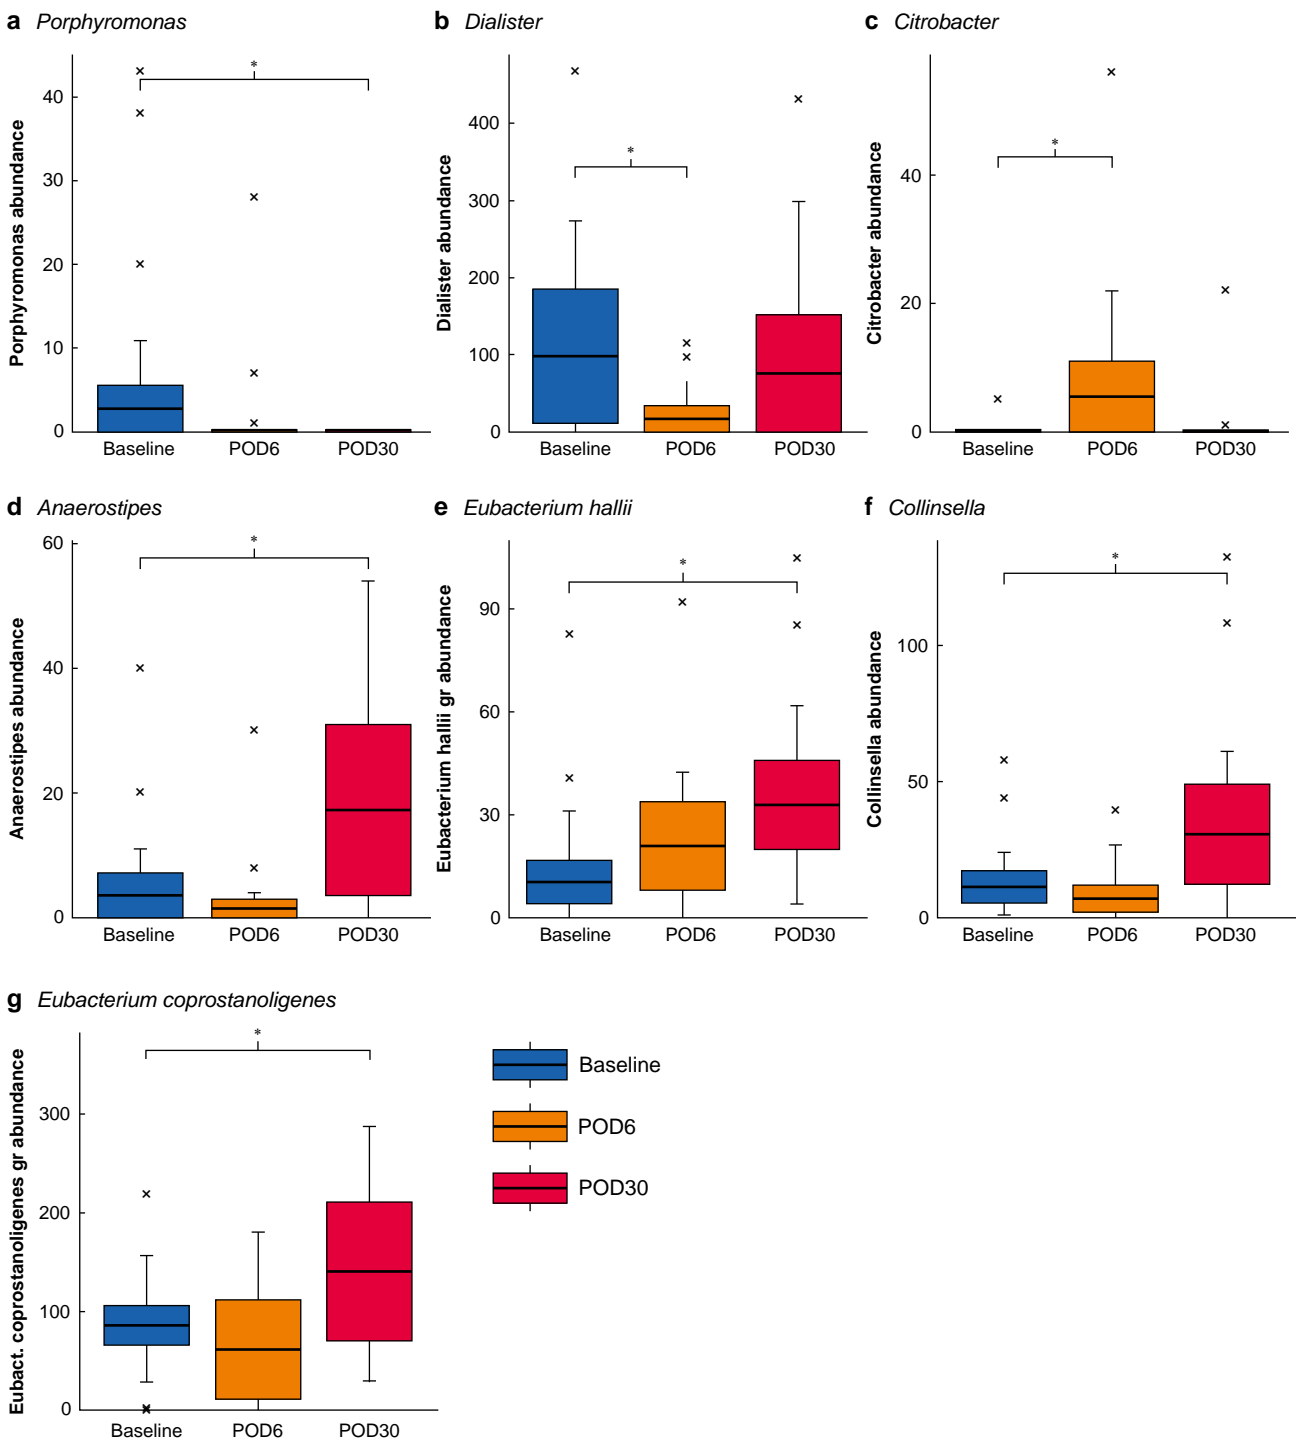 a Porphyromonas
Porphyromonas abundance
40
30
20
10
0
*
Baseline POD6 POD30
b Dialister
Dialister abundance
400
300
200
100
0
*
Baseline POD6 POD30
c Citrobacter
Citrobacter abundance
40
20
0
*
Baseline POD6 POD30
d Anaerostipes
Anaerostipes abundance
60
40
20
0
*
Baseline POD6 POD30
e Eubacterium hallii
Eubacterium hallii gr abundance
90
60
30
0
*
Baseline POD6 POD30
f Collinsella
Collinsella abundance
100
50
0
*
Baseline POD6 POD30
g Eubacterium coprostanoligenes
Eubact. coprostanoligenes gr abundance
300
200
100
0
*
Baseline POD6 POD30
Baseline
POD6
POD30